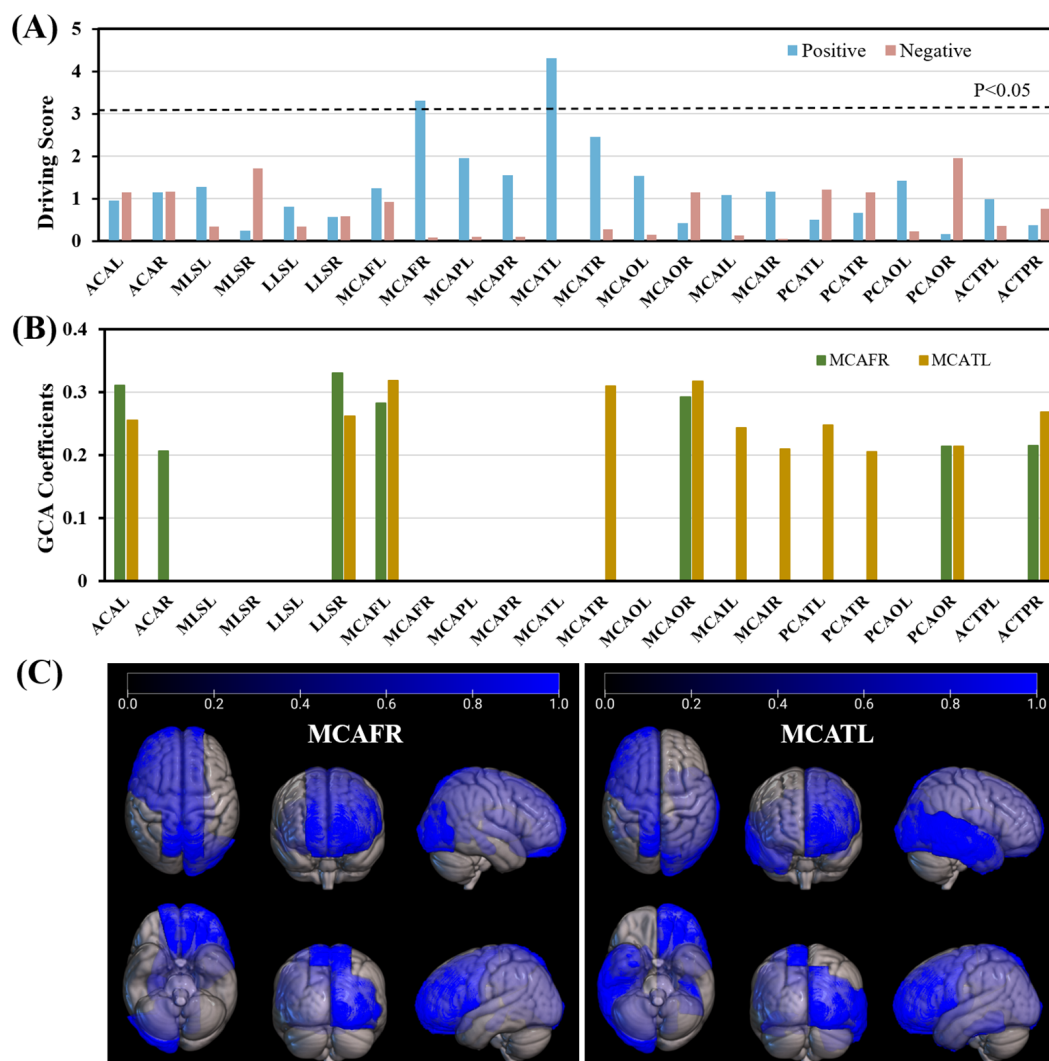 (A)
5
4
3
2
1
0
Driving Score
Positive Negative
P<0.05
ACAL ACAR MLSL MLSR LLSL LLSR MCAFL MCAFR MCAPL MCAPR MCATL MCATR MCAOL MCAOR MCAIL MCAIR PCATL PCATR PCAOL PCAOR ACTPL ACTPR
(B)
0.4
0.3
0.2
0.1
0
GCA Coefficients
MCAFR MCATL
ACAL ACAR MLSL MLSR LLSL LLSR MCAFL MCAFR MCAPL MCAPR MCATL MCATR MCAOL MCAOR MCAIL MCAIR PCATL PCATR PCAOL PCAOR ACTPL ACTPR
(C)
0.0 0.2 0.4 0.6 0.8 1.0
MCAFR
0.0 0.2 0.4 0.6 0.8 1.0
MCATL